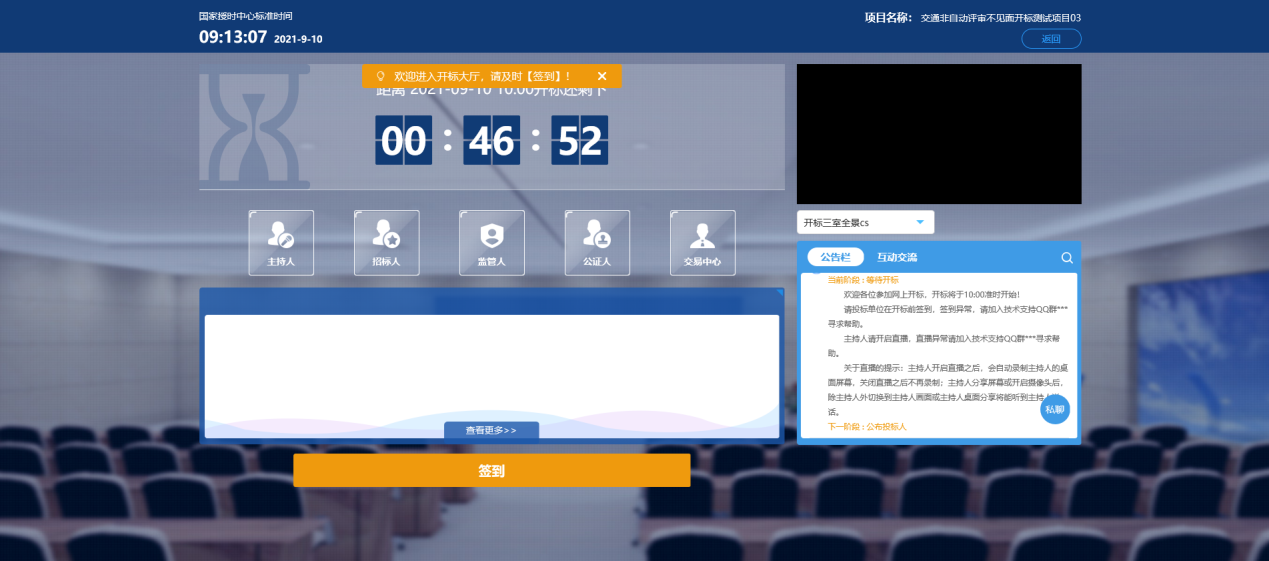 国家授时中心标准时间
09:13:07 2021-9-10
项目名称： 交通非自动评审不见面开标测试项目03
返回
欢迎进入开标大厅，请及时【签到】！
距离 2021-09-10 10:00开标还剩下
00 : 46 : 52
主持人 招标人 监管人 公证人 交易中心
查看更多>>
签到
开标三室全景cs
公告栏 互动交流
当前阶段 : 等待开标
欢迎各位参加网上开标，开标将于10:00准时开始！
请投标单位在开标前签到，签到异常，请加入技术支持QQ群***
寻求帮助。
主持人请开启直播，直播异常请加入技术支持QQ群***寻求帮
助。
关于直播的提示：主持人开启直播之后，会自动录制主持人的桌
面屏幕，关闭直播之后不再录制；主持人分享屏幕或开启摄像头后，
除主持人外切换到主持人画面或主持人桌面分享将能听到主持
话。
私聊
下一阶段 : 公布投标人